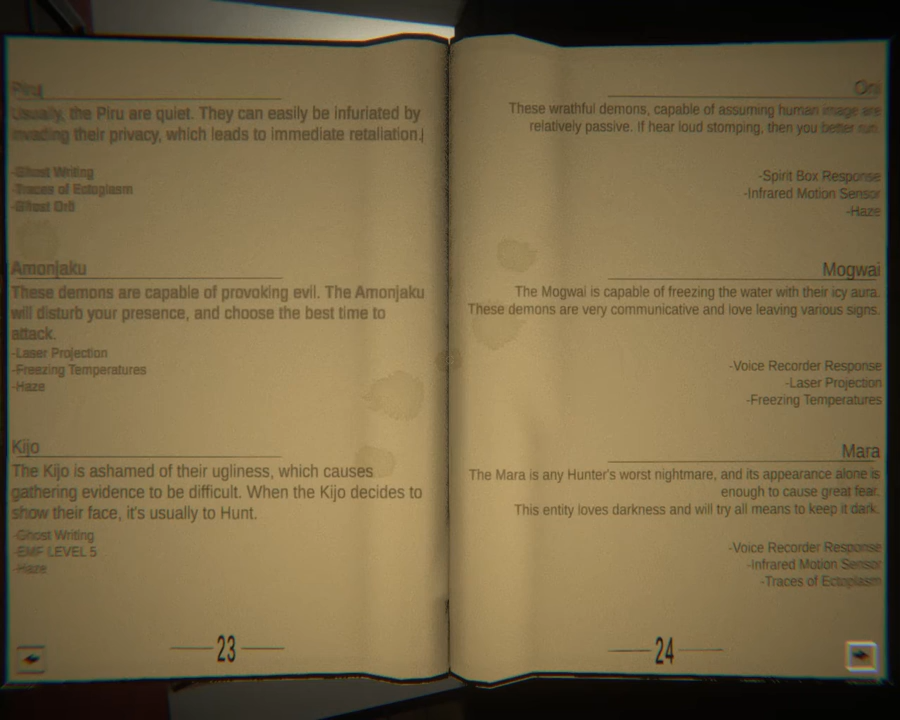 Piru
Usually, the Piru are quiet. They can easily be infuriated by
invading their privacy, which leads to immediate retaliation.
-Ghost Writing
-Traces of Ectoplasm
-Ghost Orb
Amonjaku
These demons are capable of provoking evil. The Amonjaku
will disturb your presence, and choose the best time to
attack.
-Laser Projection
-Freezing Temperatures
-Haze
Kijo
The Kijo is ashamed of their ugliness, which causes
gathering evidence to be difficult. When the Kijo decides to
show their face, it's usually to Hunt.
-Ghost Writing
-EMF LEVEL 5
-Haze
23
Oni
These wrathful demons, capable of assuming human image are
relatively passive. If hear loud stomping, then you better run.
-Spirit Box Response
-Infrared Motion Sensor
-Haze
Mogwai
The Mogwai is capable of freezing the water with their icy aura.
These demons are very communicative and love leaving various signs.
-Voice Recorder Response
-Laser Projection
-Freezing Temperatures
Mara
The Mara is any Hunter's worst nightmare, and its appearance alone is
enough to cause great fear.
This entity loves darkness and will try all means to keep it dark.
-Voice Recorder Response
-Infrared Motion Sensor
-Traces of Ectoplasm
24